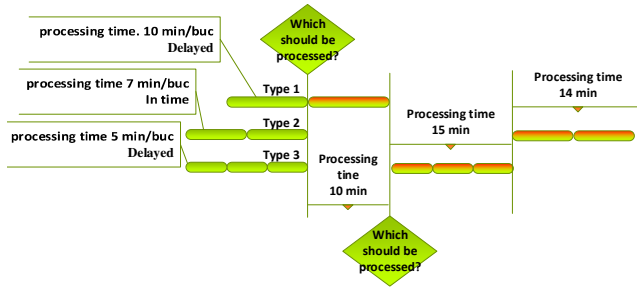 processing time. 10 min/buc
Delayed
Which
should be
processed?
processing time 7 min/buc
In time
Type 1
Processing time
14 min
processing time 5 min/buc
Delayed
Type 2
Processing time
15 min
Type 3
Processing
tine
10 min
Which
should be
processed?